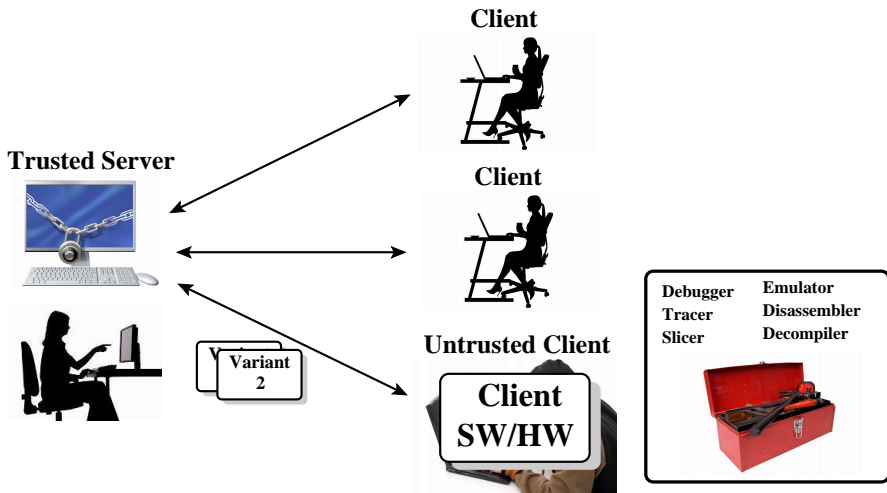 Client
Trusted Server
Client
Debugger
Tracer
Slicer
Emulator
Disassembler
Decompiler
Untrusted Client
Variant
2
Client
SW/HW